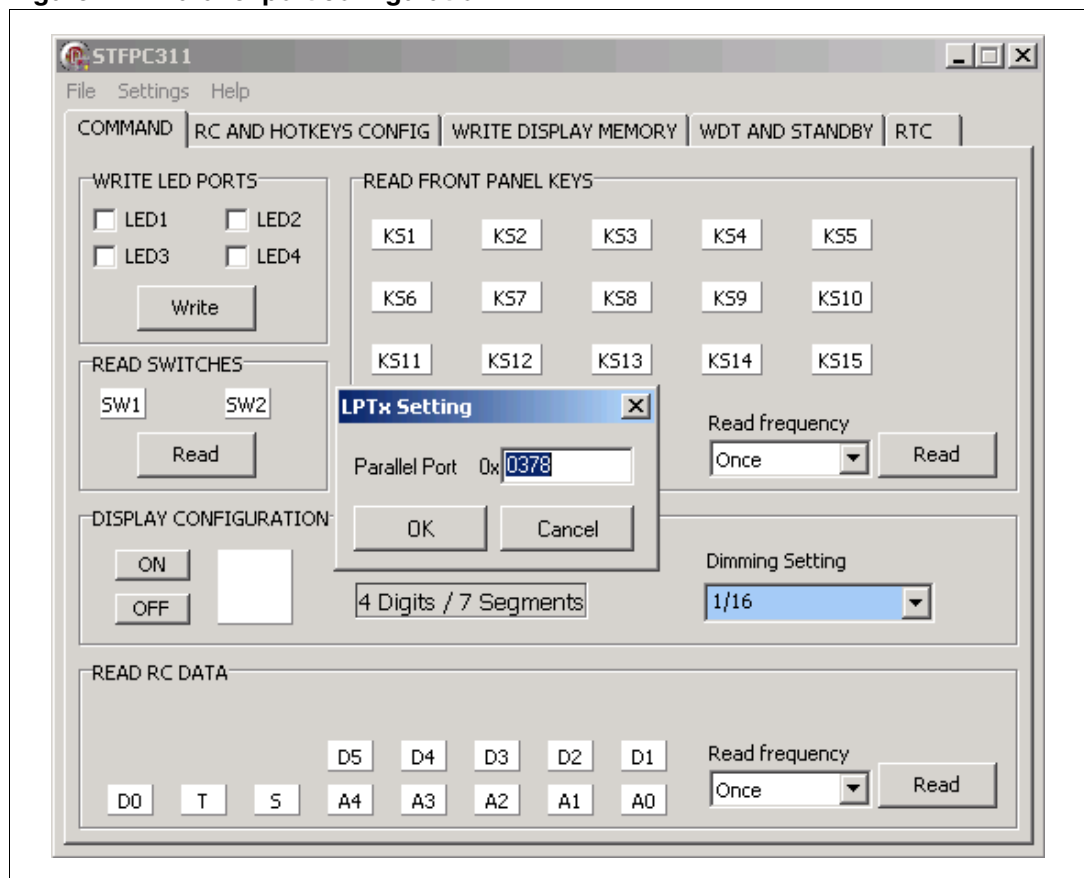 STFPC311
File Settings Help
COMMAND RC AND HOTKEYS CONFIG WRITE DISPLAY MEMORY WDT AND STANDBY RTC
WRITE LED PORTS
LED1 LED2
LED3 LED4
Write
READ FRONT PANEL KEYS
KS1 KS2 KS3 KS4 KS5
KS6 KS7 KS8 KS9 KS10
KS11 KS12 KS13 KS14 KS15
READ SWITCHES
SW1 SW2
Read
LPTx Setting
Parallel Port 0x 0378
OK Cancel
Read frequency
Once Read
DISPLAY CONFIGURATION
ON
OFF
4 Digits / 7 Segments
Dimming Setting
1/16
READ RC DATA
D5 D4 D3 D2 D1
D0 T S A4 A3 A2 A1 A0
Read frequency
Once Read